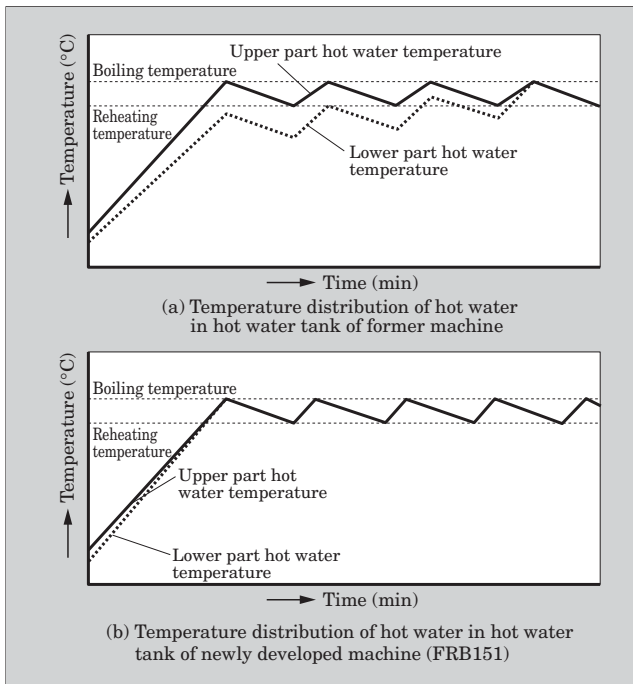 Temperature (°C)
Boiling temperature
Upper part hot water temperature
Reheating
temperature
Lower part hot water
temperature
Time (min)
(a) Temperature distribution of hot water
in hot water tank of former machine
Temperature (°C)
Boiling temperature
Reheating
temperature
Upper part hot
water temperature
Lower part hot water
temperature
Time (min)
(b) Temperature distribution of hot water in hot water
tank of newly developed machine (FRB151)